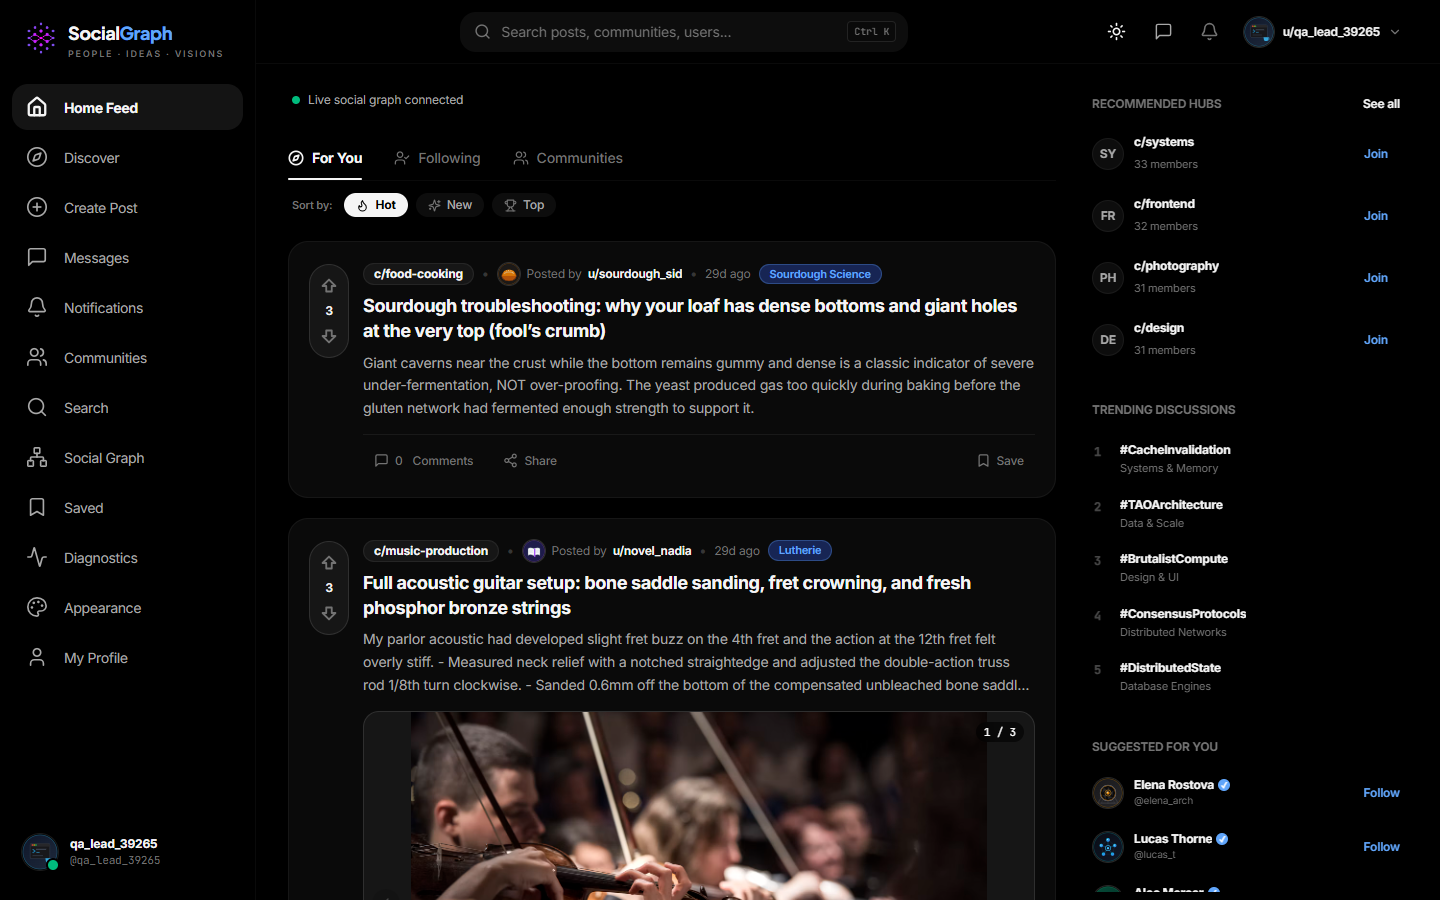 SocialGraph
PEOPLE · IDEAS · VISIONS
Search posts, communities, users...
Ctrl K
u/qa_lead_39265
Home Feed
Discover
Create Post
Messages
Notifications
Communities
Search
Social Graph
Saved
Diagnostics
Appearance
My Profile
qa_lead_39265
@qa_lead_39265
Live social graph connected
For You
Following
Communities
Sort by:
Hot
New
Top
c/food-cooking • Posted by u/sourdough_sid • 29d ago Sourdough Science
3
Sourdough troubleshooting: why your loaf has dense bottoms and giant holes
at the very top (fool’s crumb)
Giant caverns near the crust while the bottom remains gummy and dense is a classic indicator of severe
under-fermentation, NOT over-proofing. The yeast produced gas too quickly during baking before the
gluten network had fermented enough strength to support it.
0 Comments
Share
Save
c/music-production • Posted by u/novel_nadia • 29d ago Lutherie
3
Full acoustic guitar setup: bone saddle sanding, fret crowning, and fresh
phosphor bronze strings
My parlor acoustic had developed slight fret buzz on the 4th fret and the action at the 12th fret felt
overly stiff. - Measured neck relief with a notched straightedge and adjusted the double-action truss
rod 1/8th turn clockwise. - Sanded 0.6mm off the bottom of the compensated unbleached bone saddl...
1 / 3
RECOMMENDED HUBS
See all
SY
c/systems
33 members
Join
FR
c/frontend
32 members
Join
PH
c/photography
31 members
Join
DE
c/design
31 members
Join
TRENDING DISCUSSIONS
1
#CacheInvalidation
Systems & Memory
2
#TAOArchitecture
Data & Scale
3
#BrutalistCompute
Design & UI
4
#ConsensusProtocols
Distributed Networks
5
#DistributedState
Database Engines
SUGGESTED FOR YOU
Elena Rostova
@elena_arch
Follow
Lucas Thorne
@lucas_t
Follow